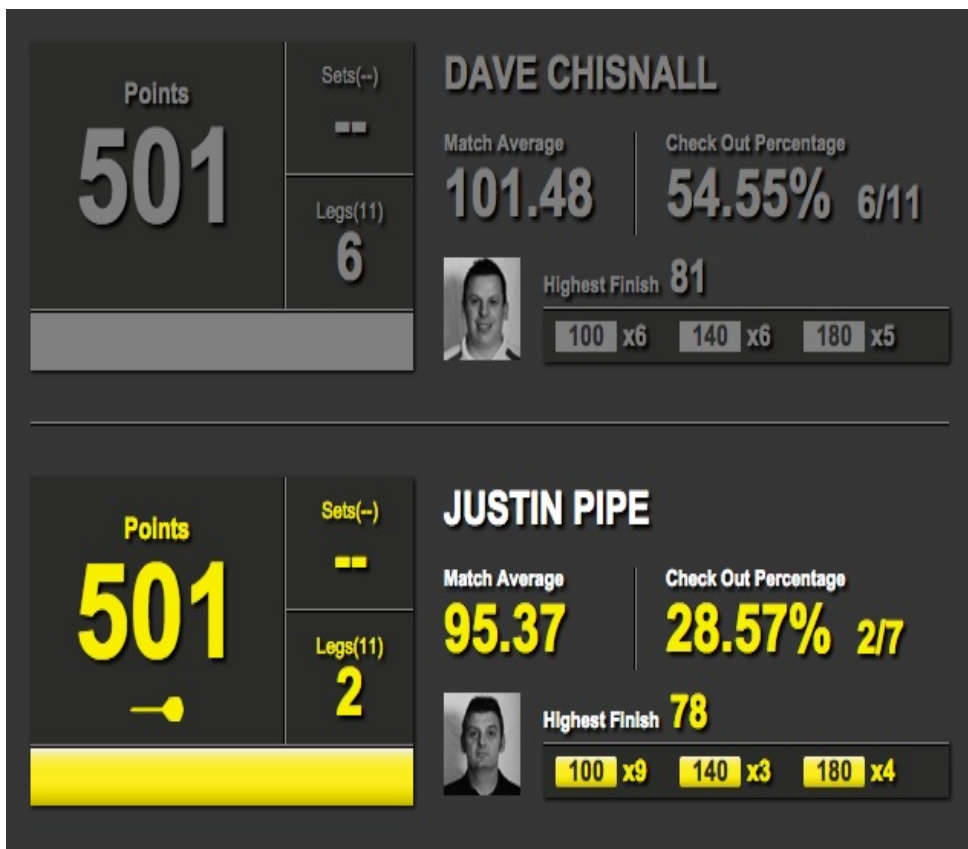 DAVE CHISNALL
Points
501
Sets(--)
--
Legs(11)
6
Match Average
101.48
Check Out Percentage
54.55% 6/11
Highest Finish 81
100 x6 140 x6 180 x5
JUSTIN PIPE
Points
501
Sets(--)
--
Legs(11)
2
Match Average
95.37
Check Out Percentage
28.57% 2/7
Highest Finish 78
100 x9 140 x3 180 x4